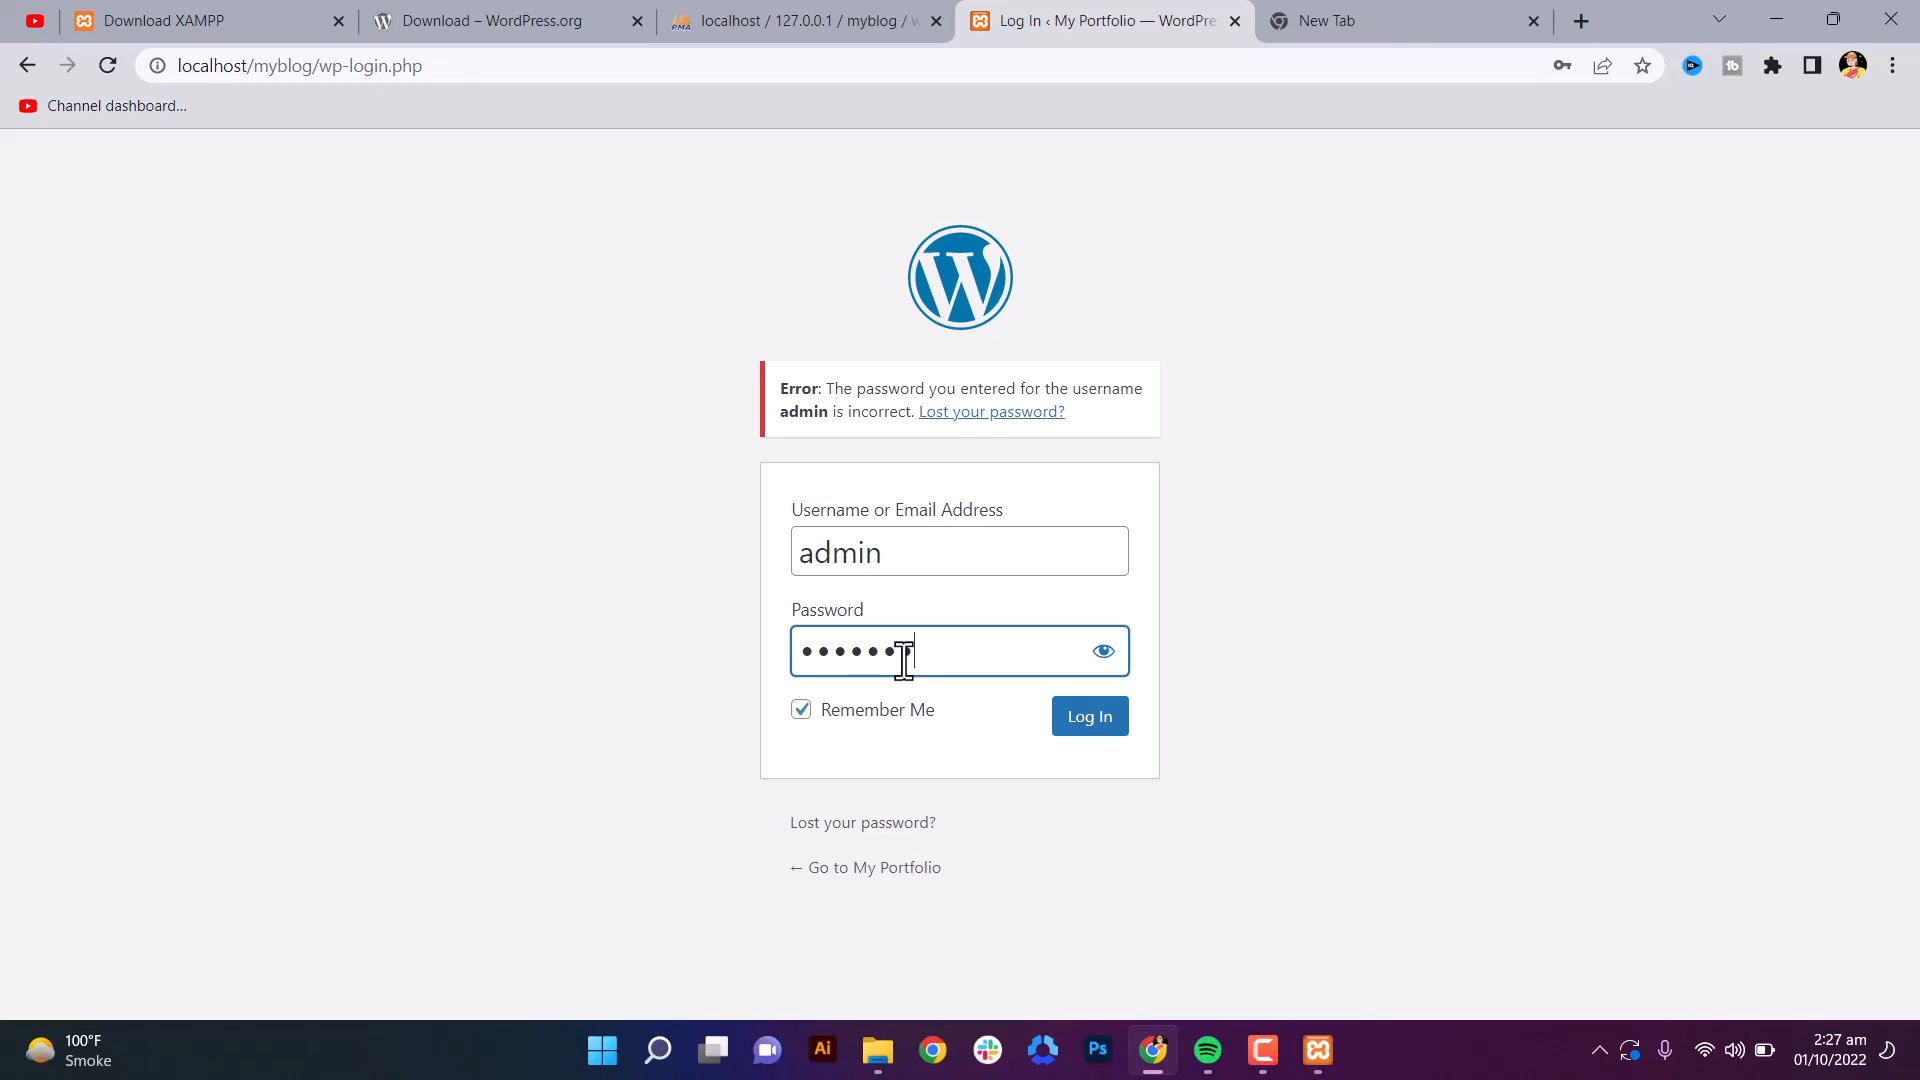 Download XAMPP
Download – WordPress.org
localhost / 127.0.0.1 / myblog / w
Log In ‹ My Portfolio — WordPre
New Tab
localhost/myblog/wp-login.php
Channel dashboard...
Error: The password you entered for the username
admin is incorrect. Lost your password?
Username or Email Address
admin
Password
Remember Me
Log In
Lost your password?
← Go to My Portfolio
100°F
Smoke
Ai
Ps
2:27 am
01/10/2022